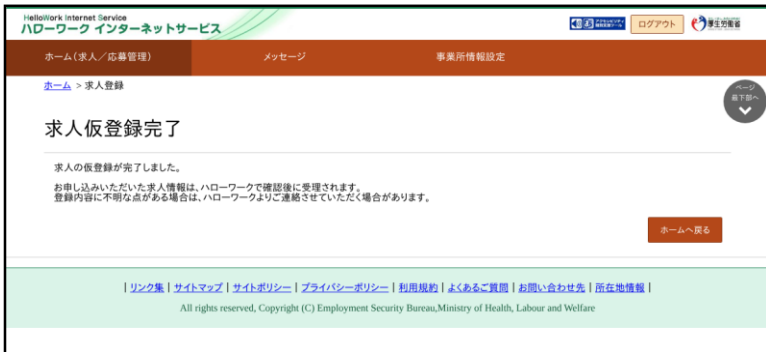 HelloWork Internet Service
ハローワーク インターネットサービス
ログアウト
厚生労働省
ホーム(求人/応募管理)
メッセージ
事業所情報設定
ホーム > 求人登録
ページ
最下部へ
求人仮登録完了
求人の仮登録が完了しました。
お申し込みいただいた求人情報は、ハローワークで確認後に受理されます。
登録内容に不明な点がある場合は、ハローワークよりご連絡させていただく場合があります。
ホームへ戻る
| リンク集 | サイトマップ | サイトポリシー | プライバシーポリシー | 利用規約 | よくあるご質問 | お問い合わせ先 | 所在地情報 |
All rights reserved, Copyright (C) Employment Security Bureau,Ministry of Health, Labour and Welfare